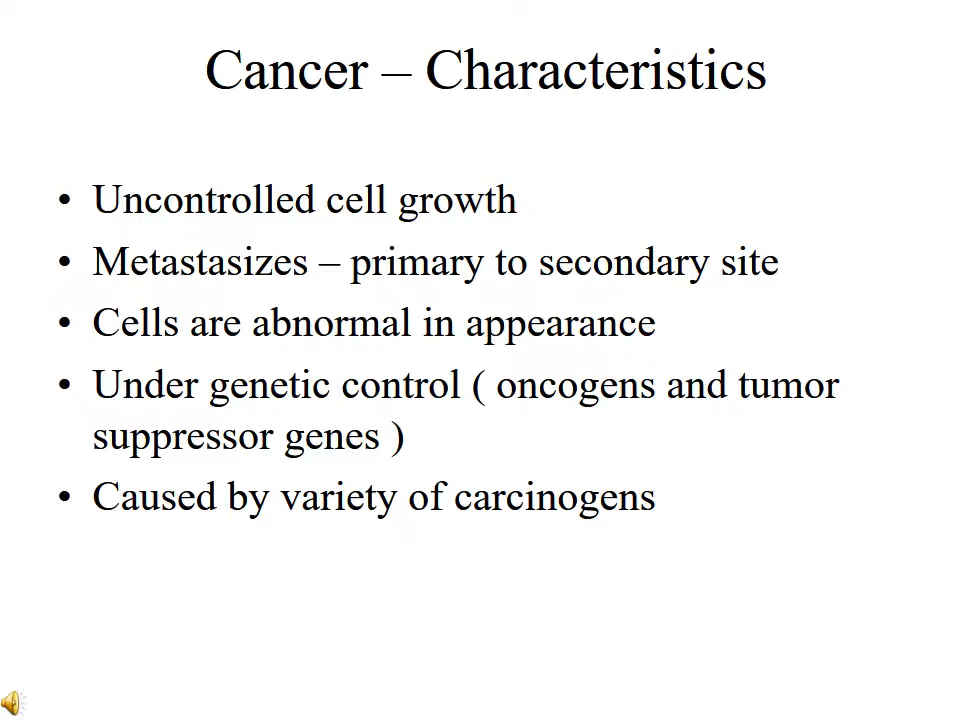 Cancer – Characteristics
• Uncontrolled cell growth
• Metastasizes – primary to secondary site
• Cells are abnormal in appearance
• Under genetic control ( oncogens and tumor
suppressor genes )
• Caused by variety of carcinogens